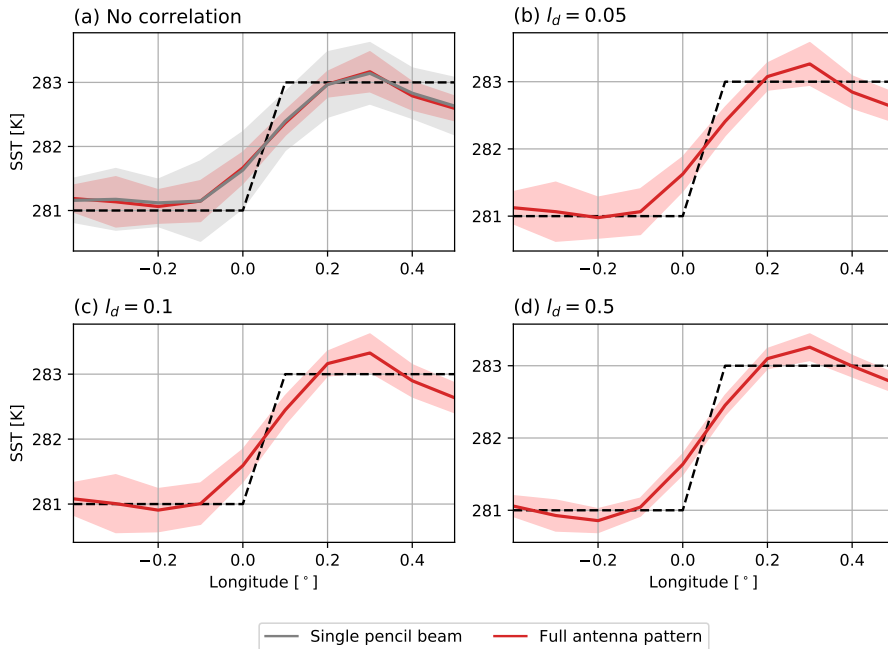 (a) No correlation
(b) l_d = 0.05
SST [K]
283
282
281
−0.2
0.0
0.2
0.4
283
282
281
−0.2
0.0
0.2
0.4
(c) l_d = 0.1
(d) l_d = 0.5
SST [K]
283
282
281
−0.2
0.0
0.2
0.4
Longitude [°]
283
282
281
−0.2
0.0
0.2
0.4
Longitude [°]
Single pencil beam
Full antenna pattern